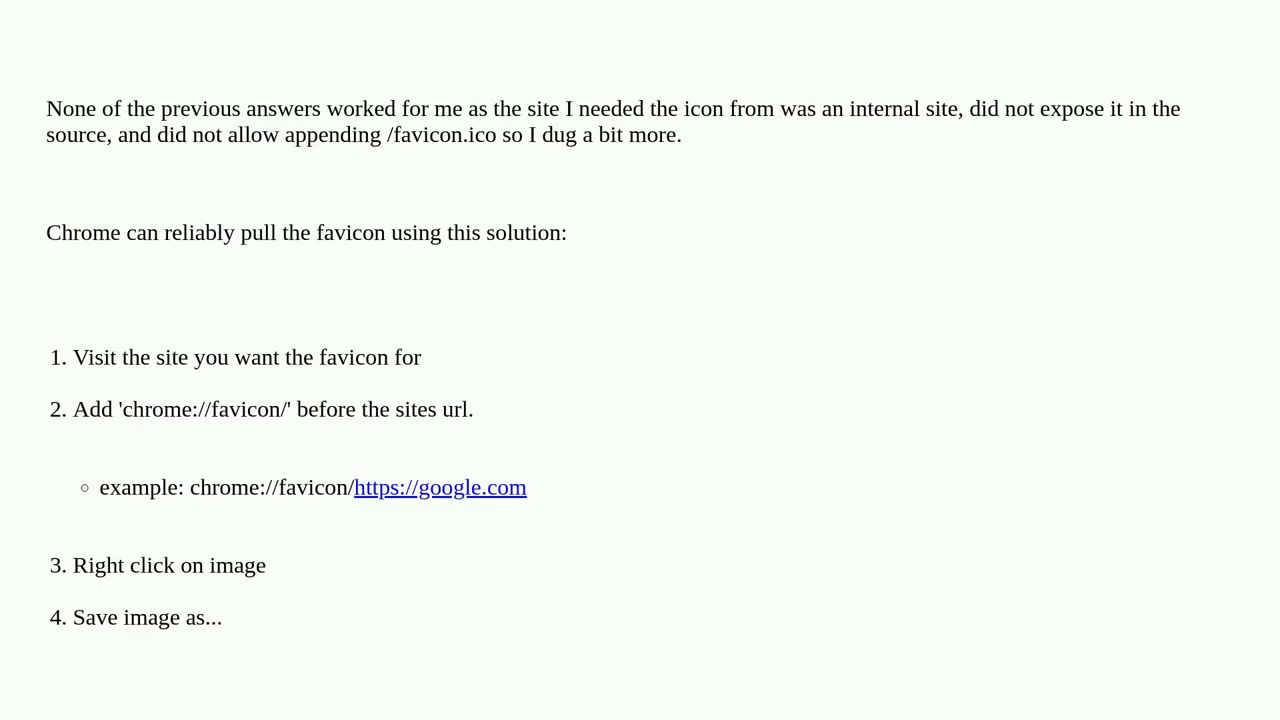 None of the previous answers worked for me as the site I needed the icon from was an internal site, did not expose it in the
source, and did not allow appending /favicon.ico so I dug a bit more.
Chrome can reliably pull the favicon using this solution:
1. Visit the site you want the favicon for
2. Add 'chrome://favicon/' before the sites url.
○ example: chrome://favicon/https://google.com
3. Right click on image
4. Save image as...